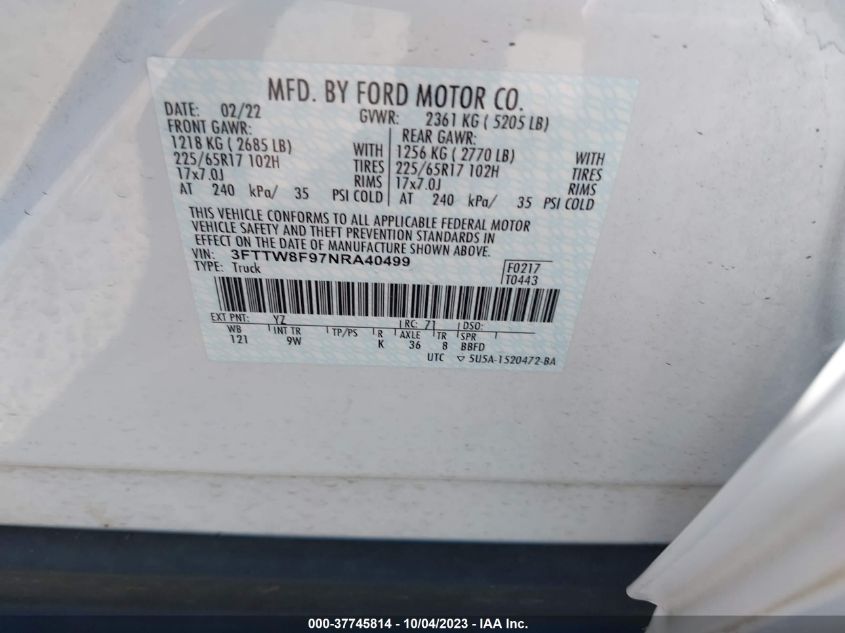 MFD. BY FORD MOTOR CO.
DATE: 02/22 GVWR: 2361 KG ( 5205 LB)
FRONT GAWR: REAR GAWR:
1218 KG ( 2685 LB) WITH 1256 KG ( 2770 LB) WITH
225/65R17 102H TIRES 225/65R17 102H TIRES
17x7.0J RIMS 17x7.0J RIMS
AT 240 kPa/ 35 PSI COLD AT 240 kPa/ 35 PSI COLD
THIS VEHICLE CONFORMS TO ALL APPLICABLE FEDERAL MOTOR
VEHICLE SAFETY AND THEFT PREVENTION STANDARDS IN
EFFECT ON THE DATE OF MANUFACTURE SHOWN ABOVE.
VIN: 3FTTW8F97NRA40499 F0217
TYPE: Truck T0443
EXT PNT: YZ RC: 71 DSO:
WB INT TR TP/PS R AXLE TR SPR
121 9W K 36 8 BBFD
UTC ▽ 5U5A-1520472-BA
000-37745814 - 10/04/2023 - IAA Inc.